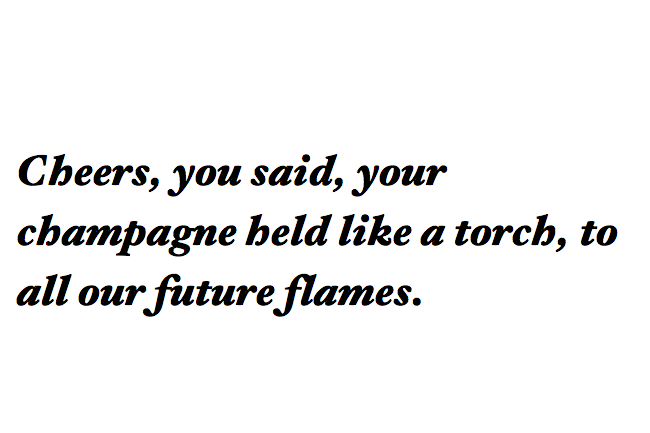 Cheers, you said, your
champagne held like a torch, to
all our future flames.